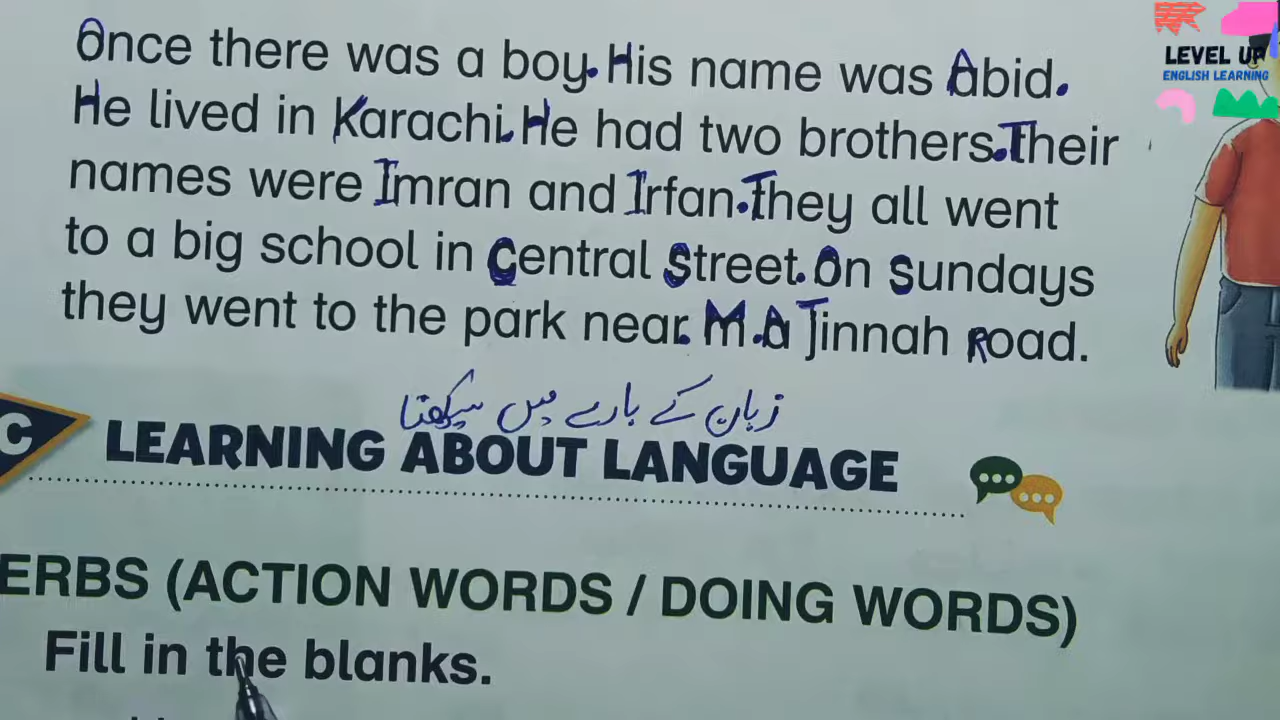 Once there was a boy. His name was Abid.
He lived in Karachi. He had two brothers. Their
names were Imran and Irfan. They all went
to a big school in Central Street. On Sundays
they went to the park near. M.A Jinnah Road.
زبان کے بارے میں سیکھنا
C LEARNING ABOUT LANGUAGE
ERBS (ACTION WORDS / DOING WORDS)
Fill in the blanks.
LEVEL UP
ENGLISH LEARNING